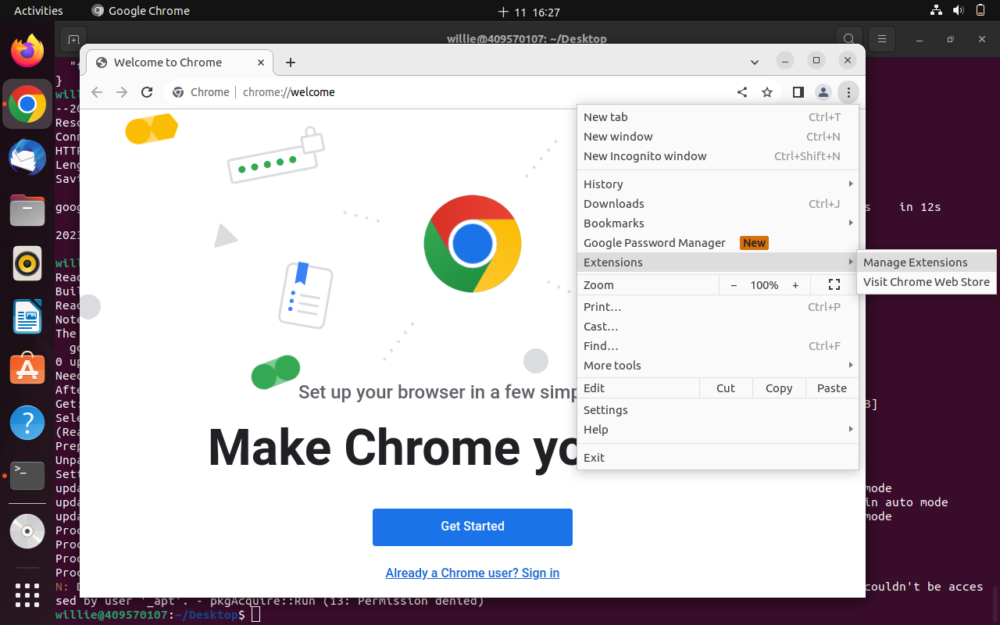 Activities
Google Chrome
11 16:27
willie@409570107: ~/Desktop
Welcome to Chrome
Chrome
chrome://welcome
New tab Ctrl+T
New window Ctrl+N
New Incognito window Ctrl+Shift+N
History
Downloads Ctrl+J
Bookmarks
Google Password Manager New
Extensions
Manage Extensions
Visit Chrome Web Store
Zoom − 100% +
Print… Ctrl+P
Cast…
Find… Ctrl+F
More tools
Edit Cut Copy Paste
Settings
Help
Exit
Set up your browser in a few simp
Make Chrome yo
Get Started
Already a Chrome user? Sign in
}
will
--20
Reso
Conn
HTTP
Leng
Savi
goog
s in 12s
2023
will
Read
Buil
Read
Note
The
go
0 up
Need
Afte
Get:
B]
Sele
(Rea
Prep
Unpa
Sett
upda
mode
upda
in auto mode
upda
mode
Proc
Proc
Proc
Proc
N: D
couldn't be acces
sed by user '_apt'. - pkgAcquire::Run (13: Permission denied)
willie@409570107:~/Desktop$